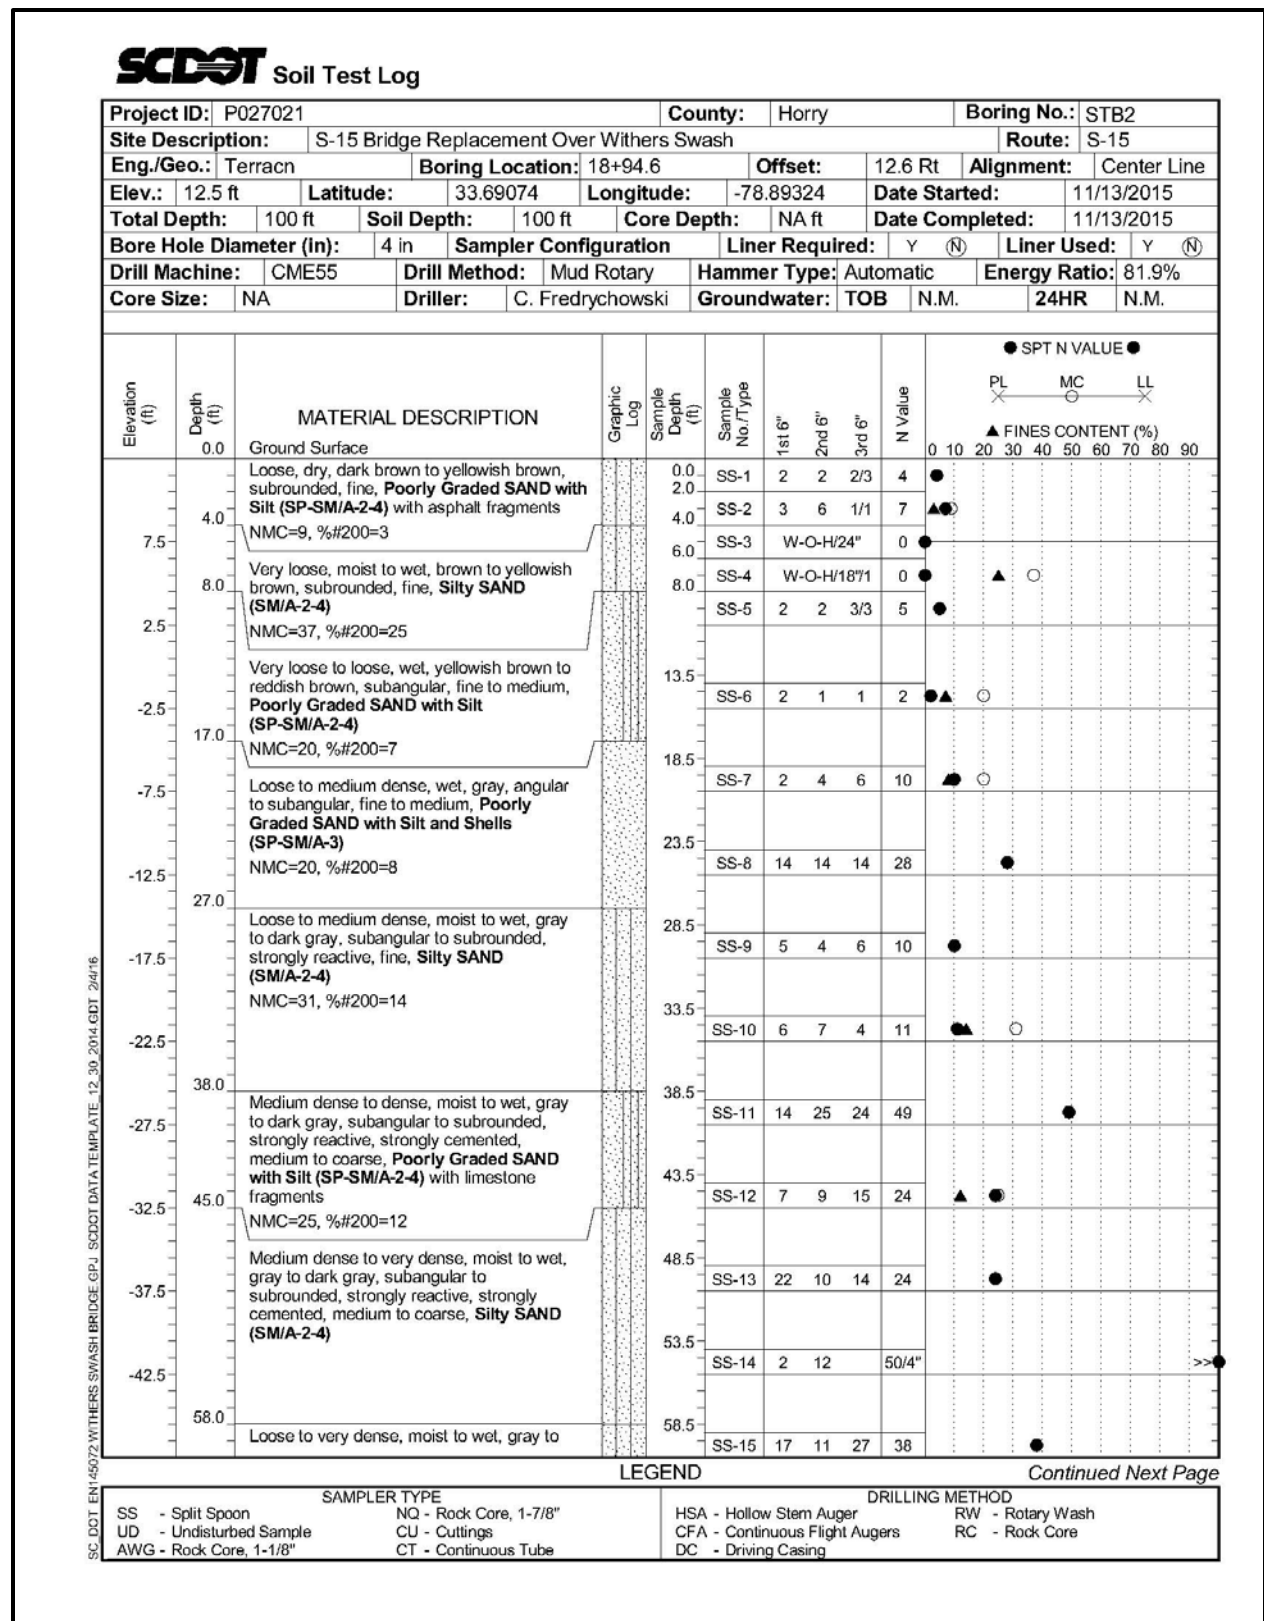 SCDOT Soil Test Log
Project ID: P027021 County: Horry Boring No.: STB2
Site Description: S-15 Bridge Replacement Over Withers Swash Route: S-15
Eng./Geo.: Terracn Boring Location: 18+94.6 Offset: 12.6 Rt Alignment: Center Line
Elev.: 12.5 ft Latitude: 33.69074 Longitude: -78.89324 Date Started: 11/13/2015
Total Depth: 100 ft Soil Depth: 100 ft Core Depth: NA ft Date Completed: 11/13/2015
Bore Hole Diameter (in): 4 in Sampler Configuration Liner Required: Y N Liner Used: Y N
Drill Machine: CME55 Drill Method: Mud Rotary Hammer Type: Automatic Energy Ratio: 81.9%
Core Size: NA Driller: C. Fredrychowski Groundwater: TOB N.M. 24HR N.M.
Elevation (ft)
Depth (ft)
MATERIAL DESCRIPTION
Graphic Log
Sample Depth (ft)
Sample No./Type
1st 6"
2nd 6"
3rd 6"
N Value
SPT N VALUE
PL MC LL
FINES CONTENT (%)
0 10 20 30 40 50 60 70 80 90
0.0 Ground Surface
Loose, dry, dark brown to yellowish brown,
subrounded, fine, Poorly Graded SAND with
Silt (SP-SM/A-2-4) with asphalt fragments
4.0
NMC=9, %#200=3
7.5
Very loose, moist to wet, brown to yellowish
brown, subrounded, fine, Silty SAND
(SM/A-2-4)
8.0
NMC=37, %#200=25
2.5
Very loose to loose, wet, yellowish brown to
reddish brown, subangular, fine to medium,
Poorly Graded SAND with Silt
(SP-SM/A-2-4)
-2.5
17.0
NMC=20, %#200=7
-7.5
Loose to medium dense, wet, gray, angular
to subangular, fine to medium, Poorly
Graded SAND with Silt and Shells
(SP-SM/A-3)
NMC=20, %#200=8
-12.5
27.0
Loose to medium dense, moist to wet, gray
to dark gray, subangular to subrounded,
strongly reactive, fine, Silty SAND
(SM/A-2-4)
-17.5
NMC=31, %#200=14
-22.5
38.0
Medium dense to dense, moist to wet, gray
to dark gray, subangular to subrounded,
strongly reactive, strongly cemented,
medium to coarse, Poorly Graded SAND
with Silt (SP-SM/A-2-4) with limestone
fragments
-27.5
45.0
-32.5
NMC=25, %#200=12
Medium dense to very dense, moist to wet,
gray to dark gray, subangular to
subrounded, strongly reactive, strongly
cemented, medium to coarse, Silty SAND
(SM/A-2-4)
-37.5
-42.5
58.0
Loose to very dense, moist to wet, gray to
0.0 SS-1 2 2 2/3 4
2.0 SS-2 3 6 1/1 7
4.0 SS-3 W-O-H/24" 0
6.0 SS-4 W-O-H/18"/1 0
8.0 SS-5 2 2 3/3 5
13.5 SS-6 2 1 1 2
18.5 SS-7 2 4 6 10
23.5 SS-8 14 14 14 28
28.5 SS-9 5 4 6 10
33.5 SS-10 6 7 4 11
38.5 SS-11 14 25 24 49
43.5 SS-12 7 9 15 24
48.5 SS-13 22 10 14 24
53.5 SS-14 2 12 50/4" >>
58.5 SS-15 17 11 27 38
LEGEND
Continued Next Page
SAMPLER TYPE
SS - Split Spoon NQ - Rock Core, 1-7/8"
UD - Undisturbed Sample CU - Cuttings
AWG - Rock Core, 1-1/8" CT - Continuous Tube
DRILLING METHOD
HSA - Hollow Stem Auger RW - Rotary Wash
CFA - Continuous Flight Augers RC - Rock Core
DC - Driving Casing
SC_DOT EN145072 WITHERS SWASH BRIDGE.GPJ SCDOT DATA TEMPLATE_12_30_2014.GDT 2/4/16